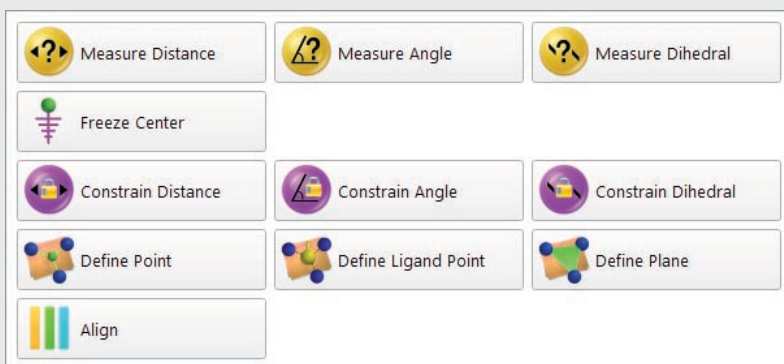 Measure Distance Measure Angle Measure Dihedral
Freeze Center
Constrain Distance Constrain Angle Constrain Dihedral
Define Point Define Ligand Point Define Plane
Align